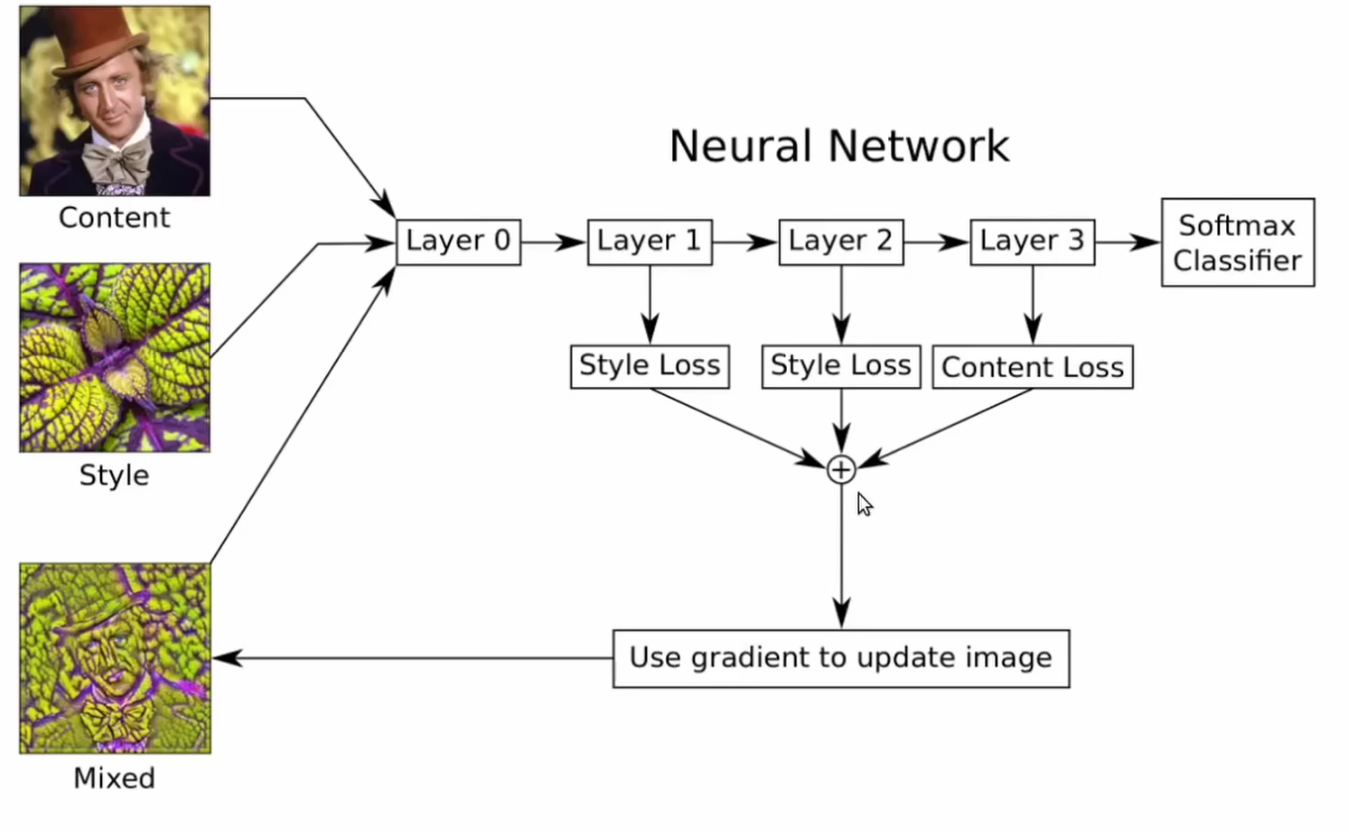 Content
Style
Mixed
Neural Network
Layer 0
Layer 1
Layer 2
Layer 3
Softmax
Classifier
Style Loss
Style Loss
Content Loss
+
Use gradient to update image